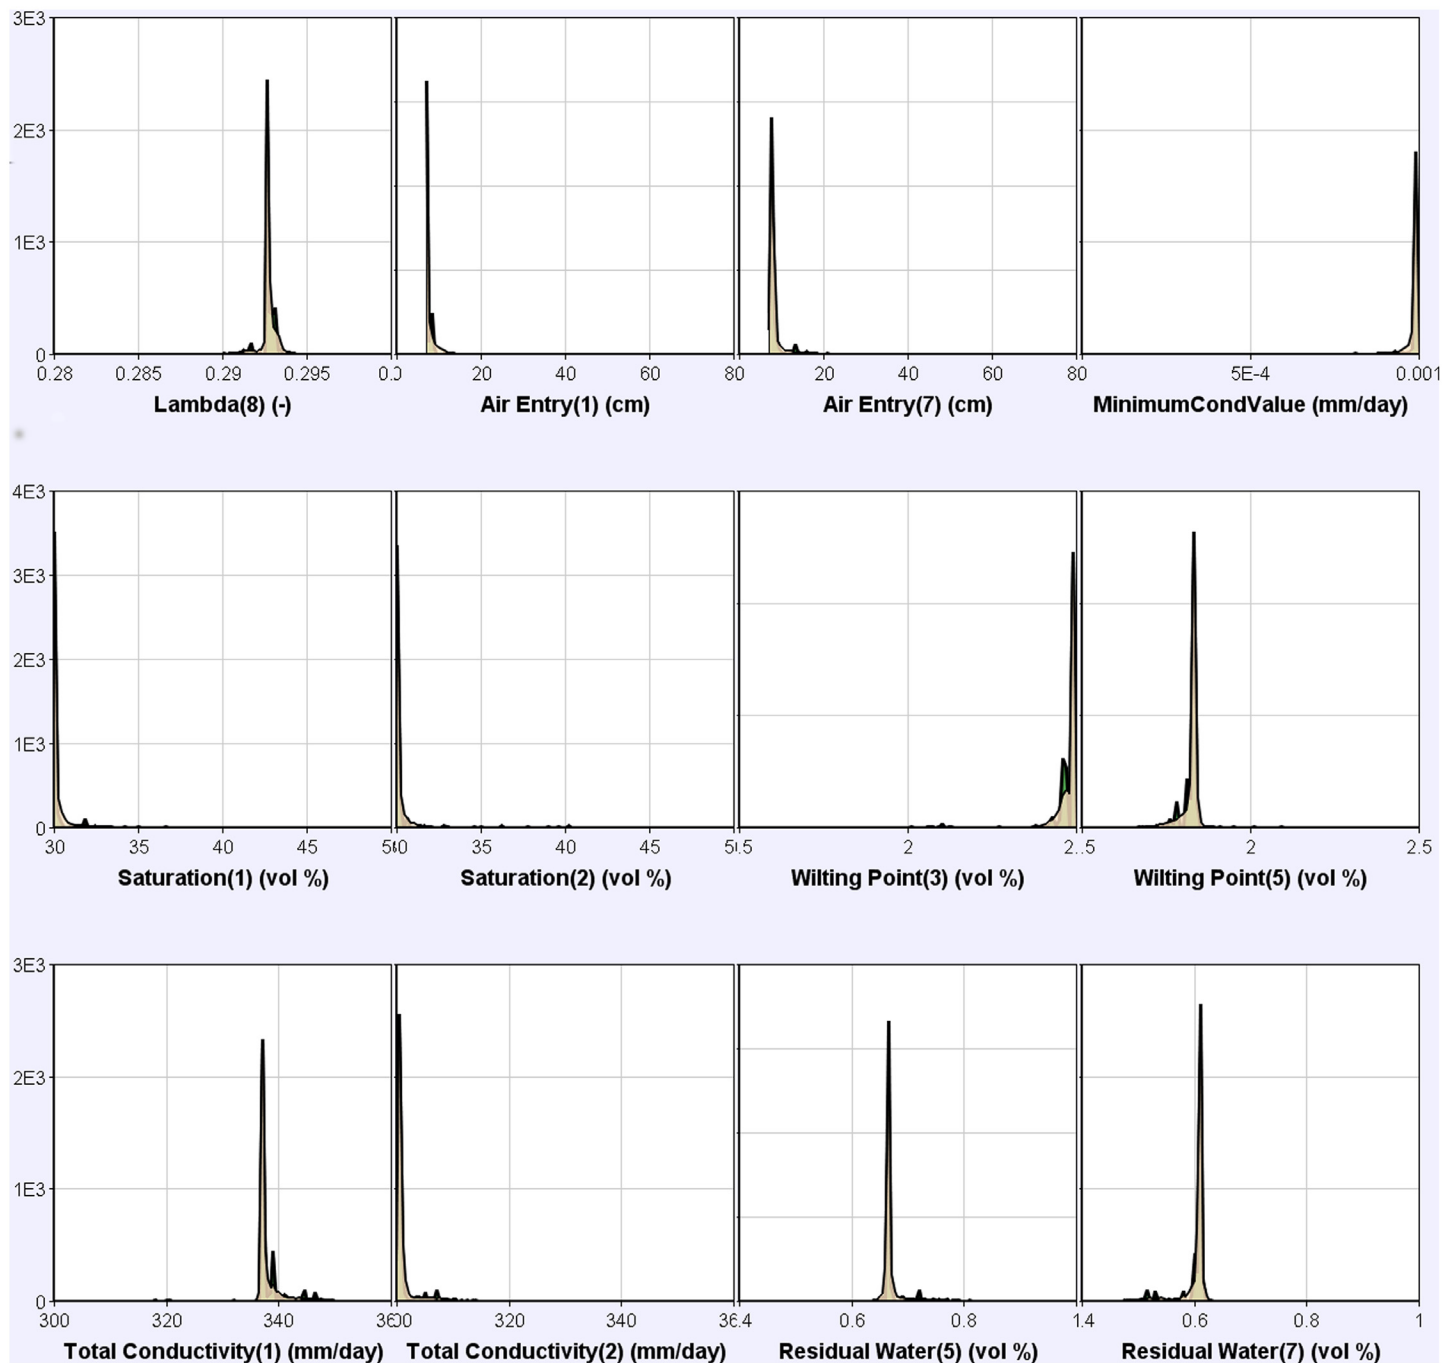 3E3
2E3
1E3
0
0.28 0.285 0.29 0.295 20 40 60 80 20 40 60 80 5E-4 0.001
Lambda(8) (-) Air Entry(1) (cm) Air Entry(7) (cm) MinimumCondValue (mm/day)
4E3
3E3
2E3
1E3
0
30 35 40 45 35 40 45 2 2.5 2 2.5
Saturation(1) (vol %) Saturation(2) (vol %) Wilting Point(3) (vol %) Wilting Point(5) (vol %)
3E3
2E3
1E3
0
300 320 340 320 340 0.6 0.8 0.6 0.8 1
Total Conductivity(1) (mm/day) Total Conductivity(2) (mm/day) Residual Water(5) (vol %) Residual Water(7) (vol %)